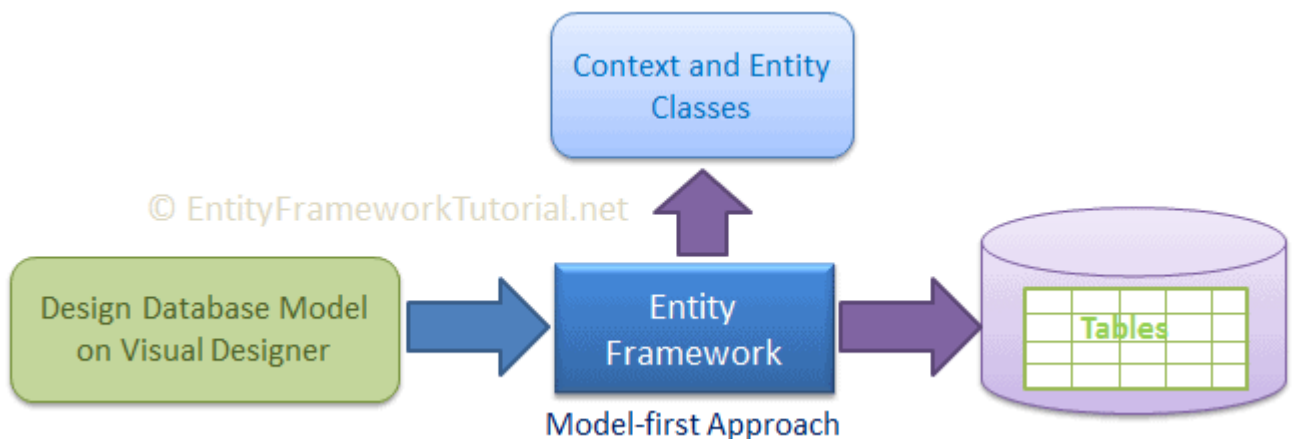 Context and Entity
Classes
© EntityFrameworkTutorial.net
Design Database Model
on Visual Designer
Entity
Framework
Tables
Model-first Approach